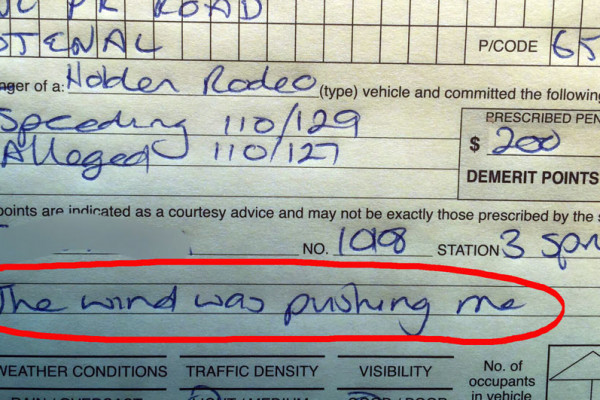 PK ROAD
P/CODE 65
nger of a: Holden Rodeo (type) vehicle and committed the following
Speeding 110/129
PRESCRIBED PEN
$ 200
Alleged 110/127
DEMERIT POINTS
points are indicated as a courtesy advice and may not be exactly those prescribed by the s
NO. 1018 STATION 3 Spr
The wind was pushing me
WEATHER CONDITIONS TRAFFIC DENSITY VISIBILITY No. of
occupants
in vehicle